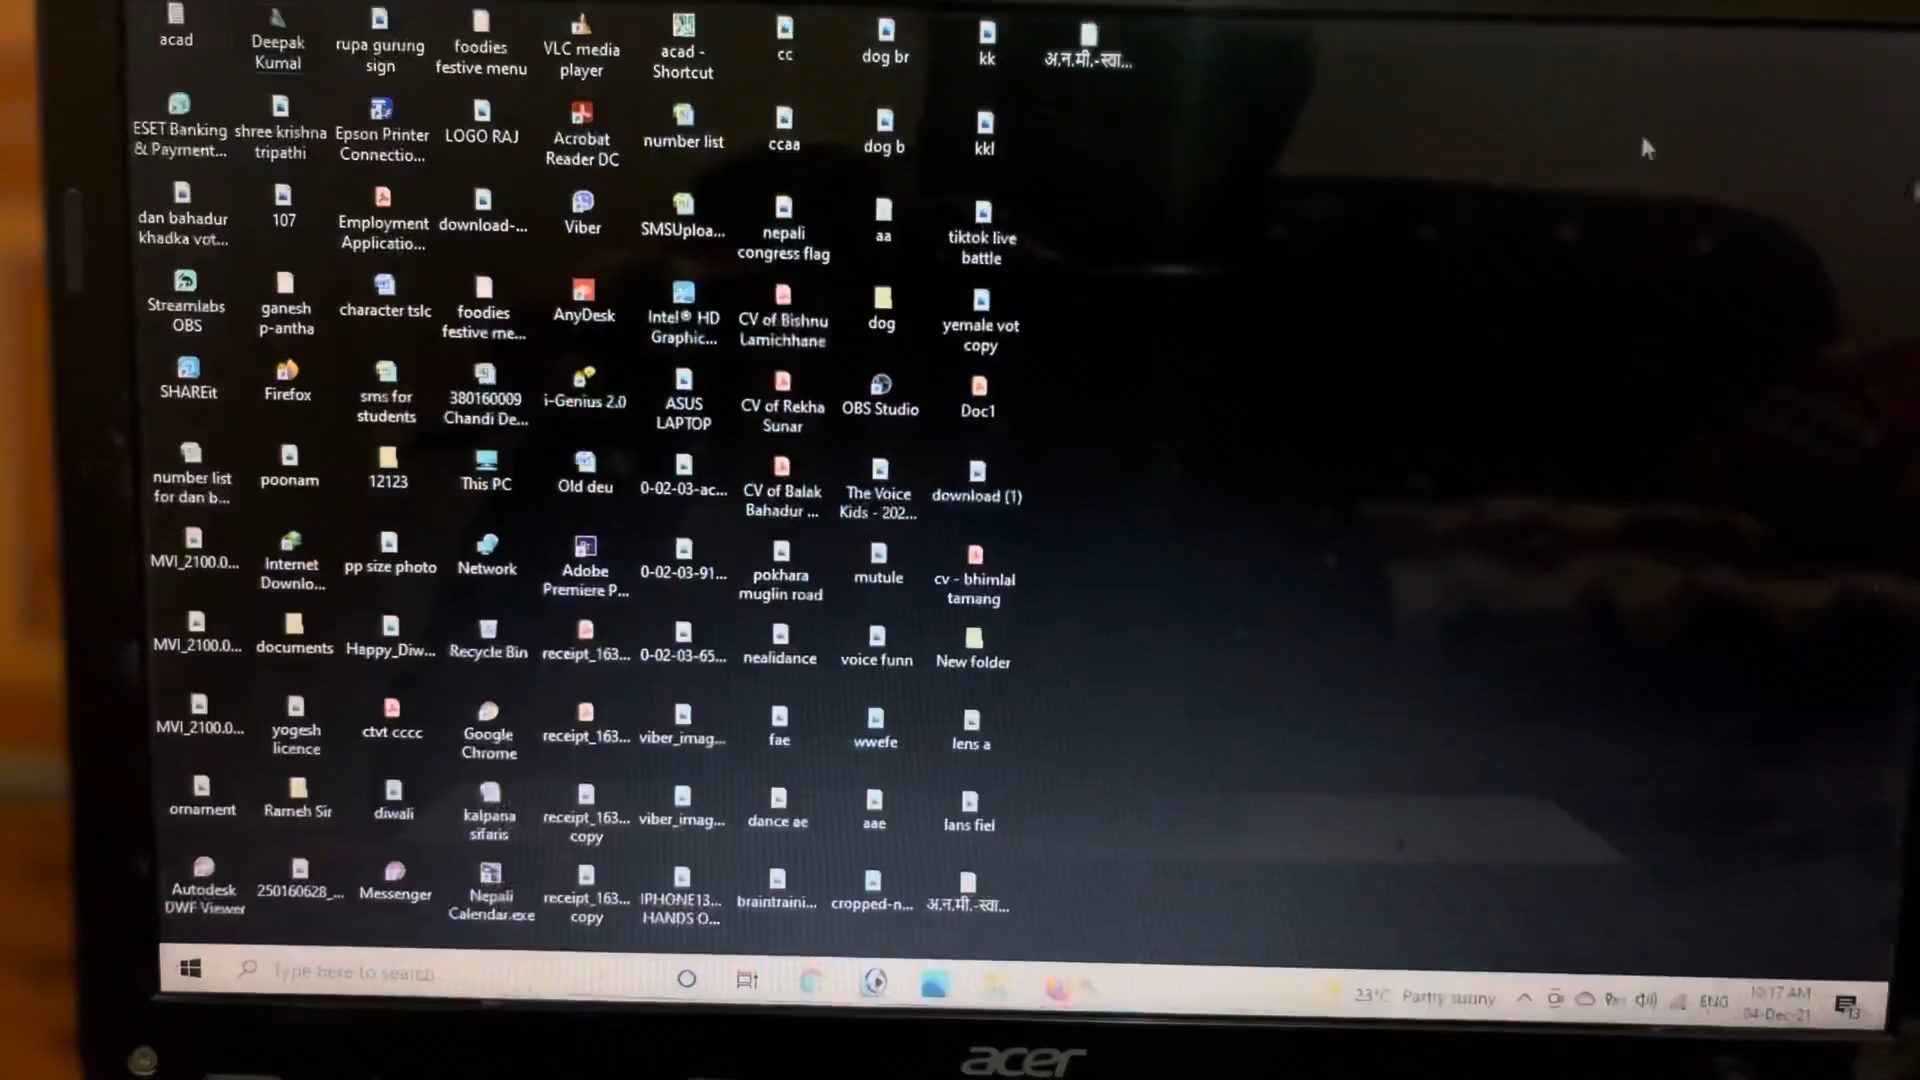 acad
Deepak
Kumal
rupa gurung
sign
foodies
festive menu
VLC media
player
acad -
Shortcut
cc
dog br
kk
अ.न.मी.-स्वा...
ESET Banking
& Payment...
shree krishna
tripathi
Epson Printer
Connectio...
LOGO RAJ
Acrobat
Reader DC
number list
ccaa
dog b
kkl
dan bahadur
khadka vot...
107
Employment
Applicatio...
download-...
Viber
SMSUploa...
nepali
congress flag
aa
tiktok live
battle
Streamlabs
OBS
ganesh
p-antha
character tslc
foodies
festive me...
AnyDesk
Intel® HD
Graphic...
CV of Bishnu
Lamichhane
dog
yemale vot
copy
SHAREit
Firefox
sms for
students
380160009
Chandi De...
i-Genius 2.0
ASUS
LAPTOP
CV of Rekha
Sunar
OBS Studio
Doc1
number list
for dan b...
poonam
12123
This PC
Old deu
0-02-03-ac...
CV of Balak
Bahadur ...
The Voice
Kids - 202...
download (1)
MVI_2100.0...
Internet
Downlo...
pp size photo
Network
Adobe
Premiere P...
0-02-03-91...
pokhara
muglin road
mutule
cv - bhimlal
tamang
MVI_2100.0...
documents
Happy_Diw...
Recycle Bin
receipt_163...
0-02-03-65...
nealidance
voice funn
New folder
MVI_2100.0...
yogesh
licence
ctvt cccc
Google
Chrome
receipt_163...
viber_imag...
fae
wwefe
lens a
ornament
Rameh Sir
diwali
kalpana
sifaris
receipt_163...
copy
viber_imag...
dance ae
aae
lans fiel
Autodesk
DWF Viewer
250160628_...
Messenger
Nepali
Calendar.exe
receipt_163...
copy
IPHONE13...
HANDS O...
braintraini...
cropped-n...
अ.न.मी.-स्वा...
Type here to search
23°C Partly sunny
ENG
10:17 AM
04-Dec-21
13
acer